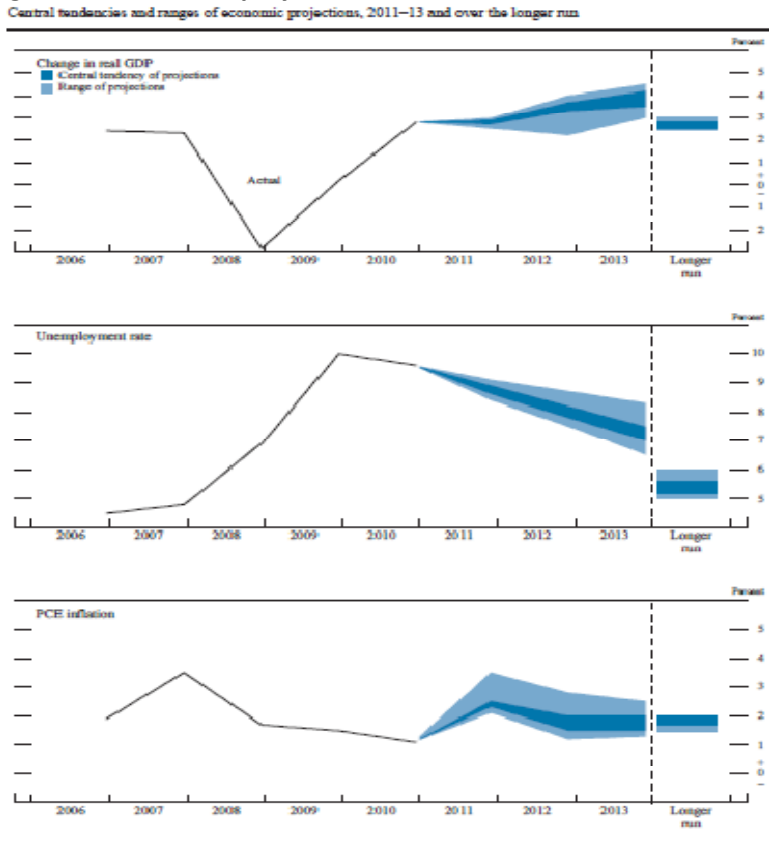 Central tendencies and ranges of economic projections, 2011–13 and over the longer run
Percent
Change in real GDP
Central tendency of projections
Range of projections
5
4
3
2
1
+
0
–
1
2
Actual
2006 2007 2008 2009 2010 2011 2012 2013 Longer
run
Percent
Unemployment rate
10
9
8
7
6
5
2006 2007 2008 2009 2010 2011 2012 2013 Longer
run
Percent
PCE inflation
5
4
3
2
1
+
0
–
2006 2007 2008 2009 2010 2011 2012 2013 Longer
run